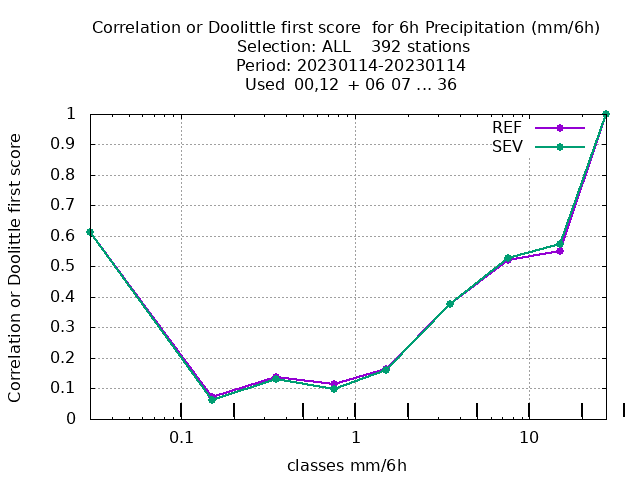 Correlation or Doolittle first score  for 6h Precipitation (mm/6h)
Selection: ALL    392 stations
Period: 20230114-20230114
Used  00,12  + 06 07 ... 36
REF
SEV
Correlation or Doolittle first score
1
0.9
0.8
0.7
0.6
0.5
0.4
0.3
0.2
0.1
0
0.1 1 10
classes mm/6h